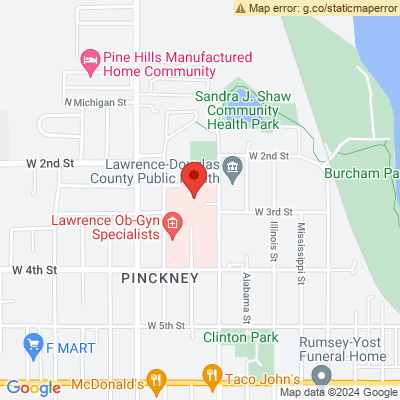 Map error: g.co/staticmaperror
Pine Hills Manufactured
Home Community
W Michigan St
Sandra J. Shaw
Community
Health Park
W 2nd St
W 2nd St
Lawrence-Douglas
County Public Health
Burcham Park
W 3rd St
Lawrence Ob-Gyn
Specialists
Illinois St
Mississippi St
W 4th St
PINCKNEY
Alabama St
W 5th St
Clinton Park
F MART
Rumsey-Yost
Funeral Home
McDonald's
Taco John's
Google
Map data ©2024 Google